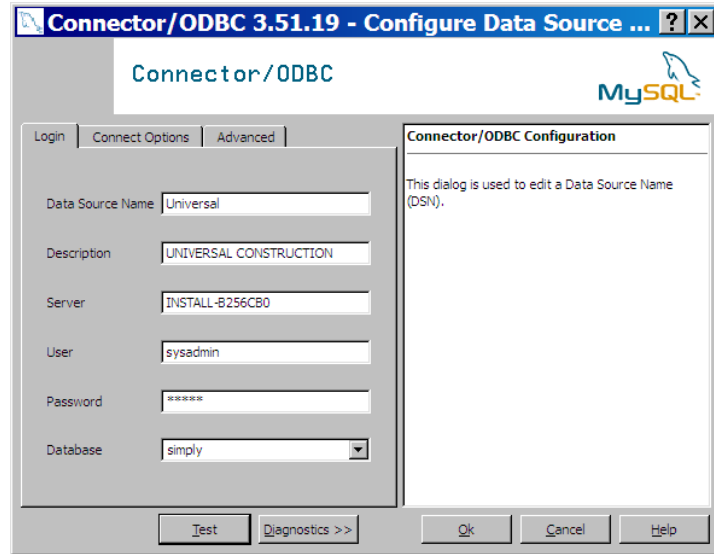 Connector/ODBC 3.51.19 - Configure Data Source ...
Connector/ODBC
MySQL
Login Connect Options Advanced
Data Source Name Universal
Description UNIVERSAL CONSTRUCTION
Server INSTALL-B256CB0
User sysadmin
Password *****
Database simply
Connector/ODBC Configuration
This dialog is used to edit a Data Source Name
(DSN).
Test Diagnostics >> Ok Cancel Help